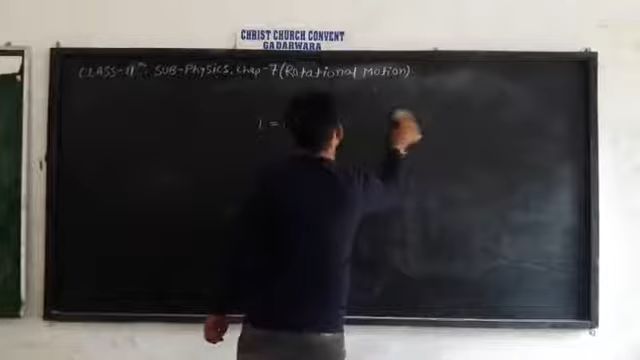 CHRIST CHURCH CONVENT
GADARWARA
CLASS-11th, SUB-Physics, Chap-7 (Rotational Motion)
=